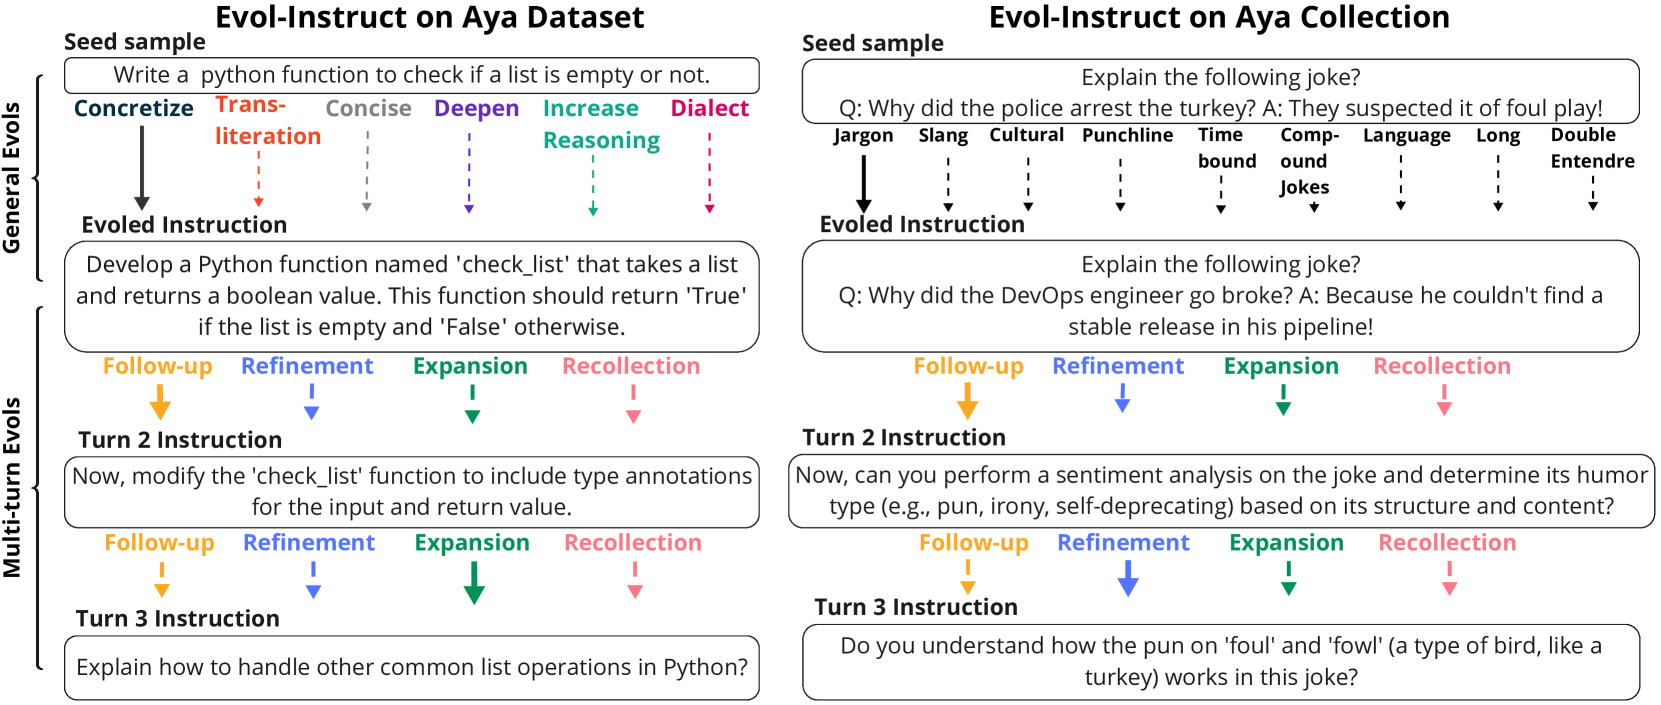 Evol-Instruct on Aya Dataset
Seed sample
Write a python function to check if a list is empty or not.
General Evols
Concretize
Trans-
literation
Concise
Deepen
Increase
Reasoning
Dialect
Evoled Instruction
Develop a Python function named 'check_list' that takes a list
and returns a boolean value. This function should return 'True'
if the list is empty and 'False' otherwise.
Multi-turn Evols
Follow-up
Refinement
Expansion
Recollection
Turn 2 Instruction
Now, modify the 'check_list' function to include type annotations
for the input and return value.
Follow-up
Refinement
Expansion
Recollection
Turn 3 Instruction
Explain how to handle other common list operations in Python?
Evol-Instruct on Aya Collection
Seed sample
Explain the following joke?
Q: Why did the police arrest the turkey? A: They suspected it of foul play!
Jargon
Slang
Cultural
Punchline
Time
bound
Comp-
ound
Jokes
Language
Long
Double
Entendre
Evoled Instruction
Explain the following joke?
Q: Why did the DevOps engineer go broke? A: Because he couldn't find a
stable release in his pipeline!
Follow-up
Refinement
Expansion
Recollection
Turn 2 Instruction
Now, can you perform a sentiment analysis on the joke and determine its humor
type (e.g., pun, irony, self-deprecating) based on its structure and content?
Follow-up
Refinement
Expansion
Recollection
Turn 3 Instruction
Do you understand how the pun on 'foul' and 'fowl' (a type of bird, like a
turkey) works in this joke?